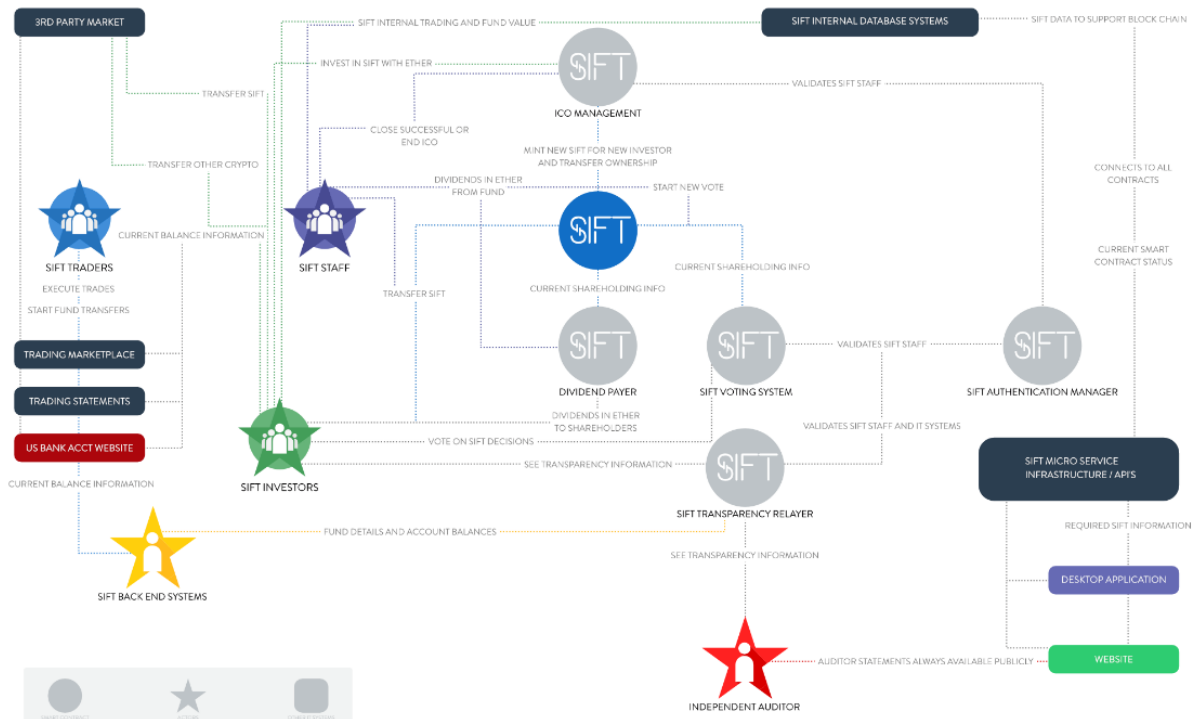 3RD PARTY MARKET
SIFT INTERNAL TRADING AND FUND VALUE
SIFT INTERNAL DATABASE SYSTEMS
SIFT DATA TO SUPPORT BLOCK CHAIN
INVEST IN SIFT WITH ETHER
SIFT
VALIDATES SIFT STAFF
TRANSFER SIFT
ICO MANAGEMENT
CLOSE SUCCESSFUL OR
END ICO
MINT NEW SIFT FOR NEW INVESTOR
AND TRANSFER OWNERSHIP
TRANSFER OTHER CRYPTO
CONNECTS TO ALL
CONTRACTS
DIVIDENDS IN ETHER
FROM FUND
START NEW VOTE
CURRENT BALANCE INFORMATION
SIFT
CURRENT SMART
CONTRACT STATUS
SIFT TRADERS
SIFT STAFF
CURRENT SHAREHOLDING INFO
EXECUTE TRADES
CURRENT SHAREHOLDING INFO
TRANSFER SIFT
START FUND TRANSFERS
SIFT
SIFT
VALIDATES SIFT STAFF
SIFT
TRADING MARKETPLACE
DIVIDEND PAYER
SIFT VOTING SYSTEM
SIFT AUTHENTICATION MANAGER
TRADING STATEMENTS
DIVIDENDS IN ETHER
TO SHAREHOLDERS
VALIDATES SIFT STAFF AND IT SYSTEMS
US BANK ACCT WEBSITE
VOTE ON SIFT DECISIONS
SIFT
SEE TRANSPARENCY INFORMATION
SIFT MICRO SERVICE
INFRASTRUCTURE / API'S
CURRENT BALANCE INFORMATION
SIFT INVESTORS
SIFT TRANSPARENCY RELAYER
FUND DETAILS AND ACCOUNT BALANCES
REQUIRED SIFT INFORMATION
SEE TRANSPARENCY INFORMATION
DESKTOP APPLICATION
SIFT BACK END SYSTEMS
AUDITOR STATEMENTS ALWAYS AVAILABLE PUBLICLY
WEBSITE
INDEPENDENT AUDITOR